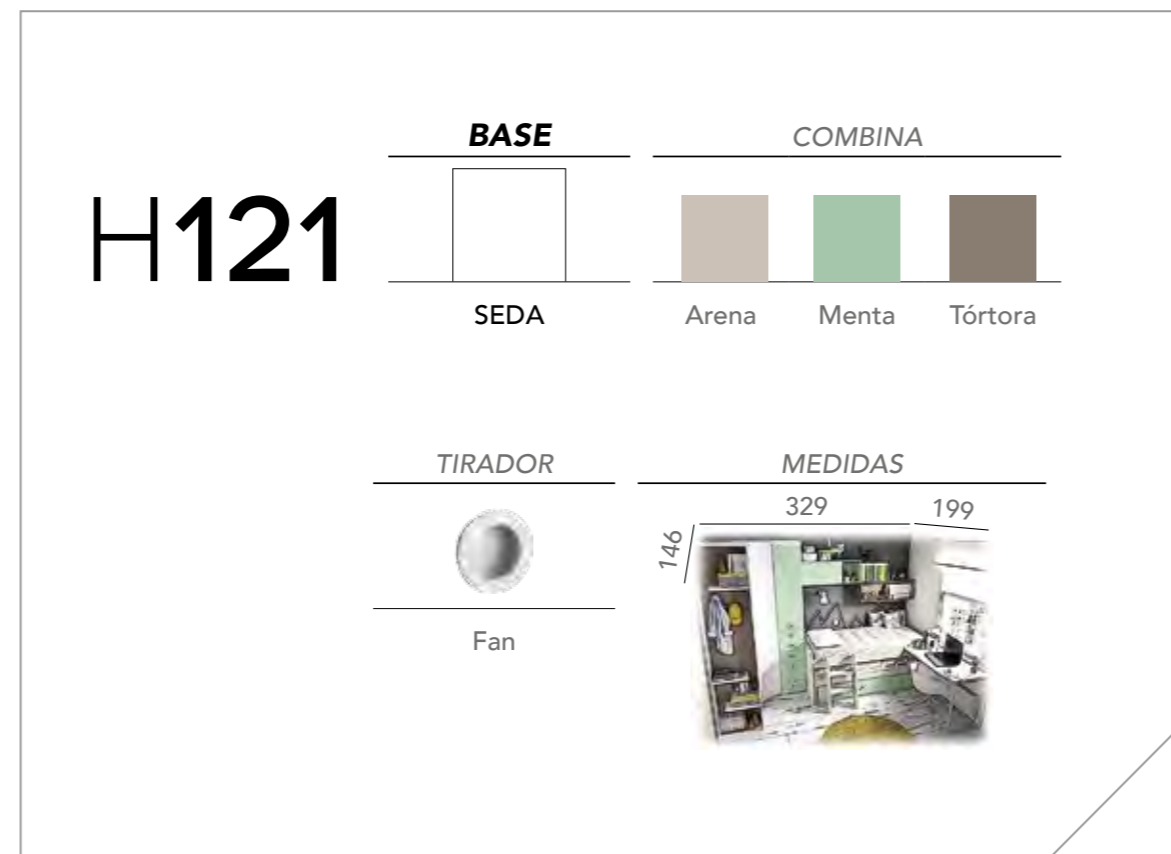 H121
BASE
SEDA
COMBINA
Arena
Menta
Tórtora
TIRADOR
Fan
MEDIDAS
329
199
146